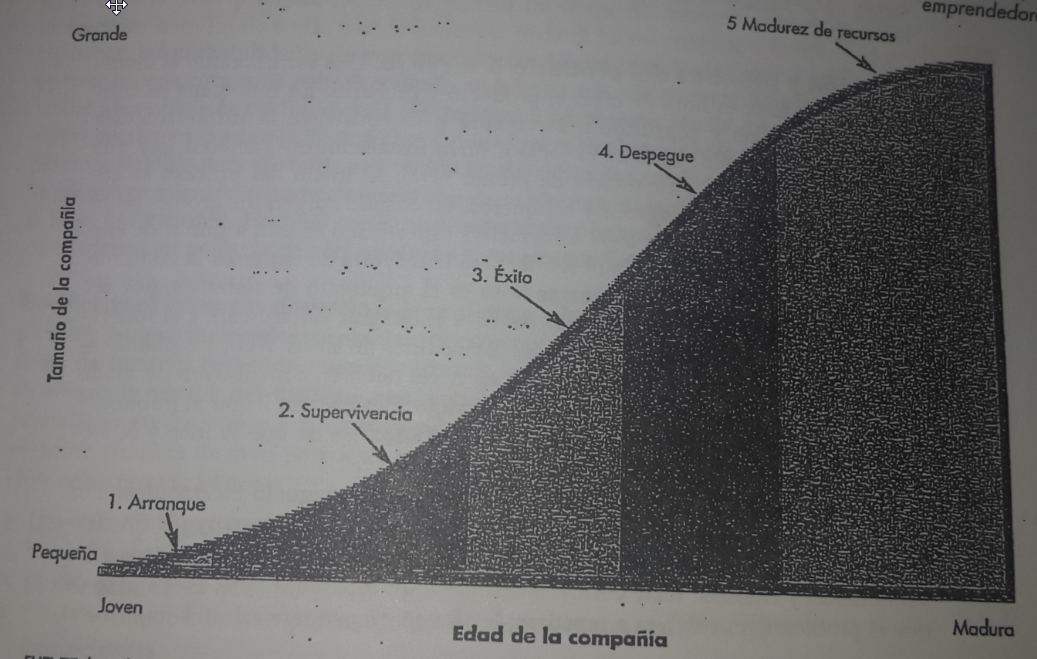 emprendedor
Grande
5 Madurez de recursos
4. Despegue
Tamaño de la compañía
3. Éxito
2. Supervivencia
1. Arranque
Pequeña
Joven
Edad de la compañía
Madura